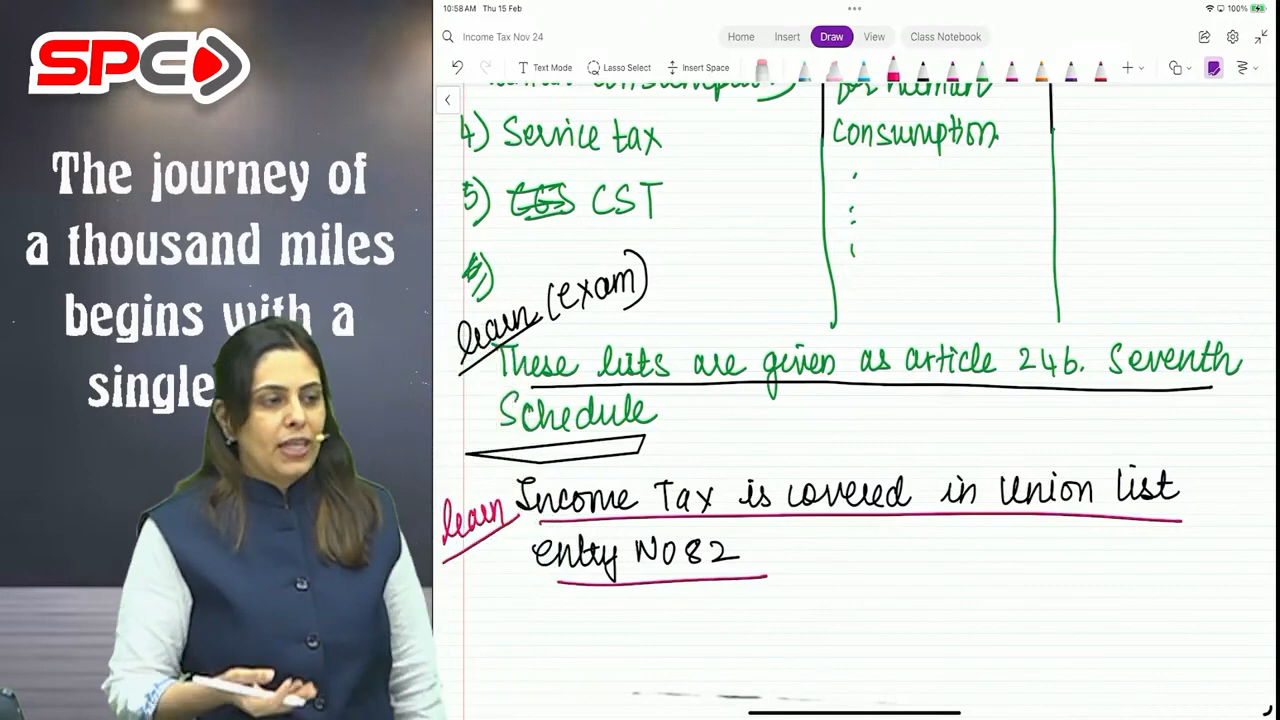 10:58 AM Thu 15 Feb
100%
Income Tax Nov 24
Home Insert Draw View Class Notebook
Text Mode Lasso Select Insert Space
SPC
The journey of
a thousand miles
begins with a
single
for human
4) Service tax
consumption
5) CST
6)
learn (exam)
These lists are given as article 246. Seventh
Schedule
learn Income Tax is covered in Union list
entry No 82